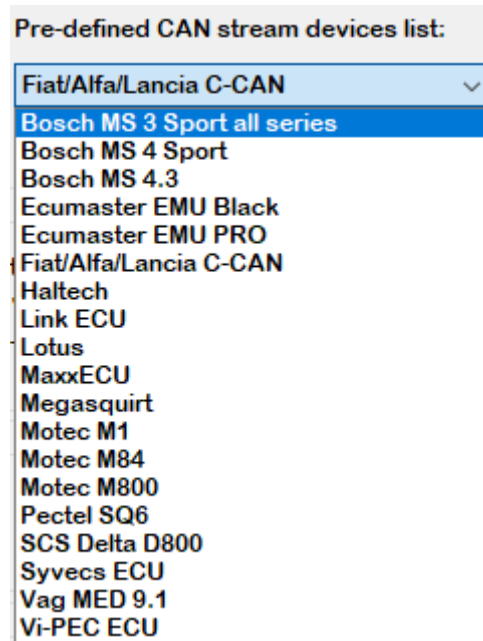 Pre-defined CAN stream devices list:
Fiat/Alfa/Lancia C-CAN
Bosch MS 3 Sport all series
Bosch MS 4 Sport
Bosch MS 4.3
Ecumaster EMU Black
Ecumaster EMU PRO
Fiat/Alfa/Lancia C-CAN
Haltech
Link ECU
Lotus
MaxxECU
Megasquirt
Motec M1
Motec M84
Motec M800
Pectel SQ6
SCS Delta D800
Syvecs ECU
Vag MED 9.1
Vi-PEC ECU